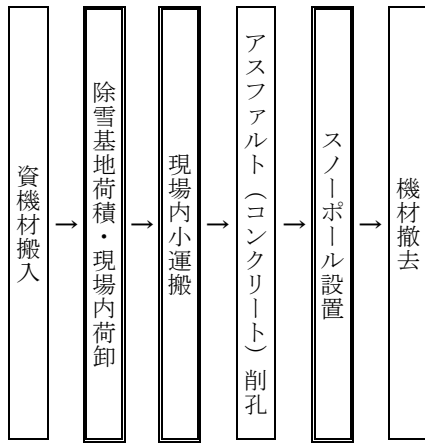 資機材搬入
→
除雪基地荷積・現場内荷卸
→
現場内小運搬
→
アスファルト（コンクリート）削孔
→
スノーポール設置
→
機材撤去